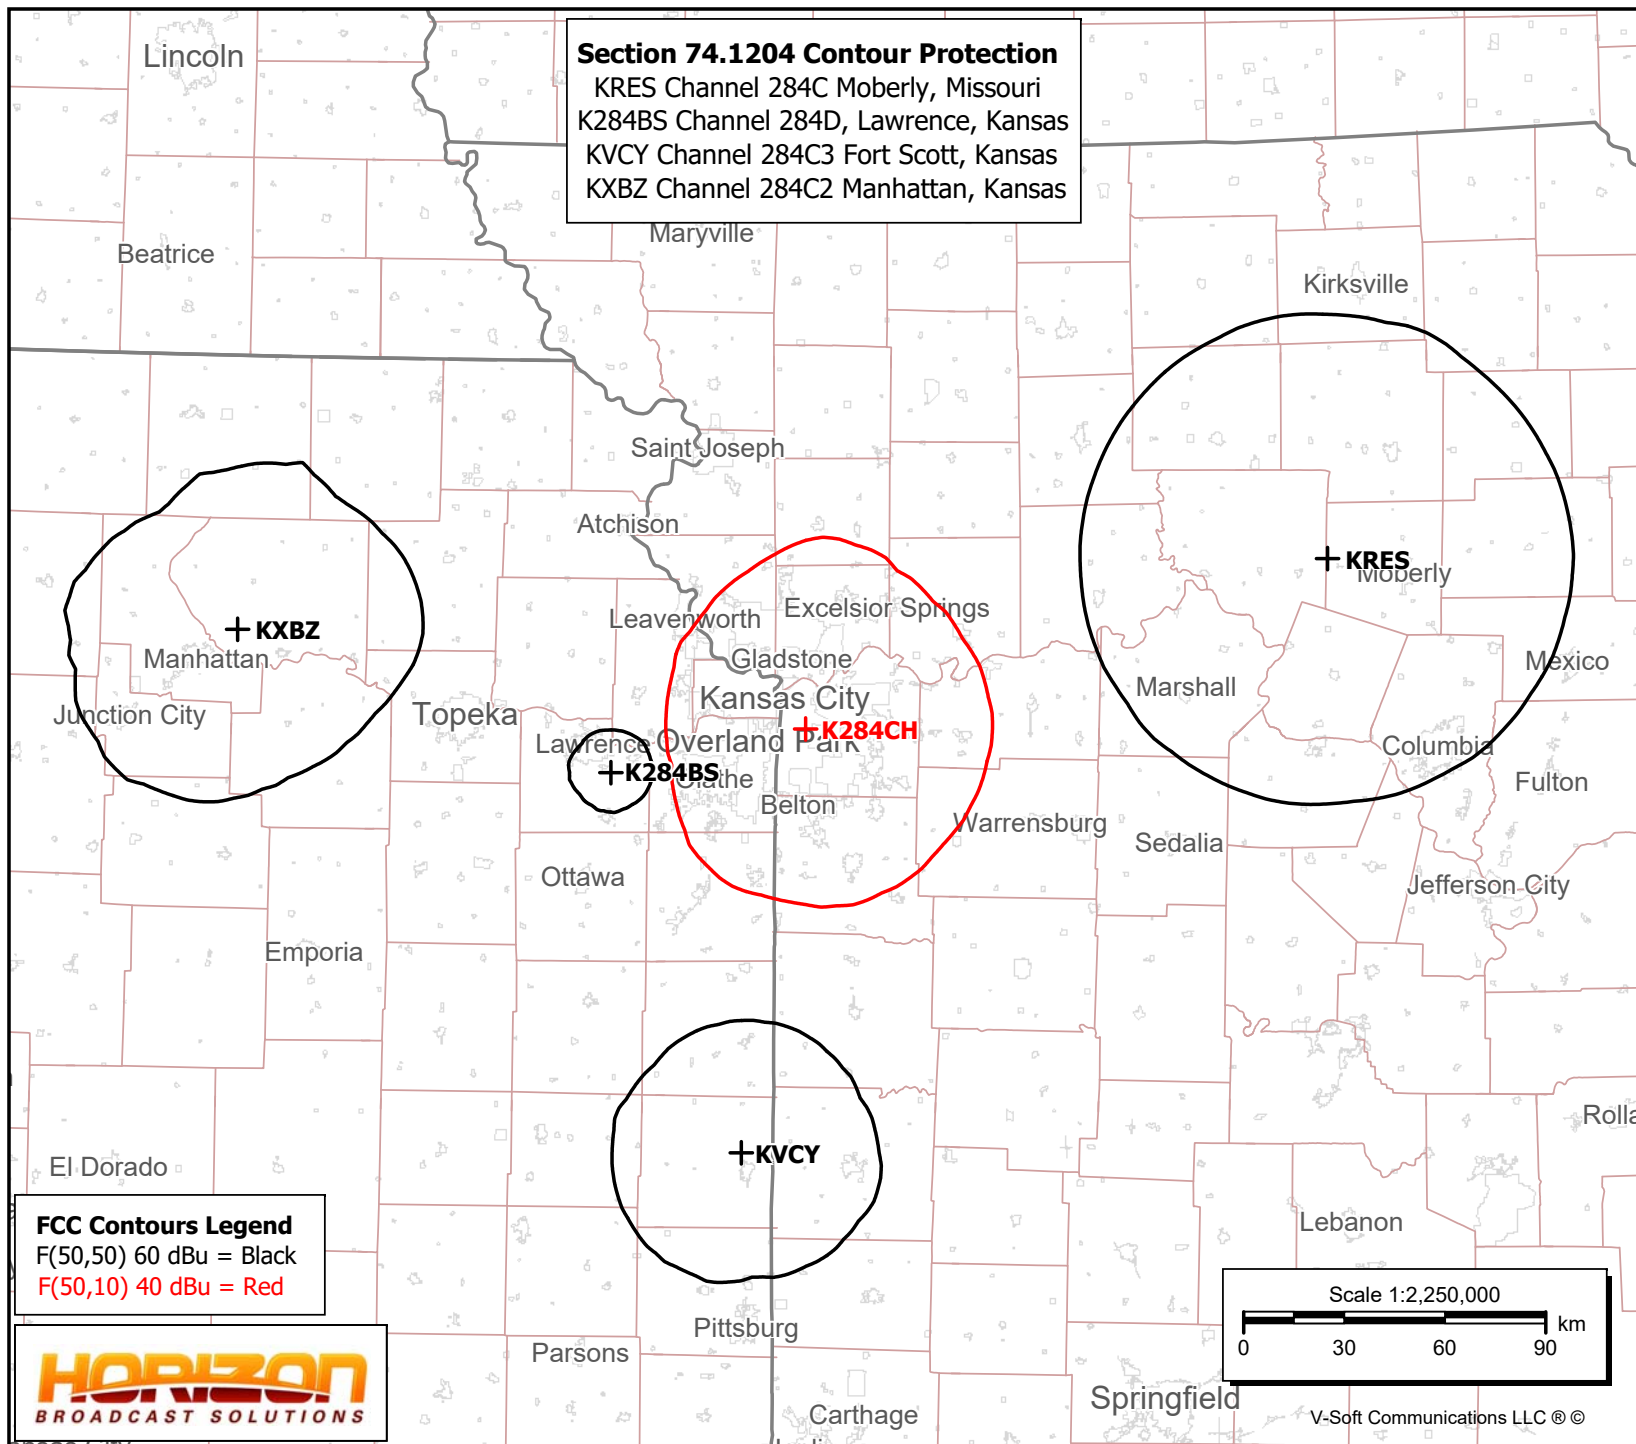 Section 74.1204 Contour Protection
KRES Channel 284C Moberly, Missouri
K284BS Channel 284D, Lawrence, Kansas
KVCY Channel 284C3 Fort Scott, Kansas
KXBZ Channel 284C2 Manhattan, Kansas
Lincoln
Maryville
Beatrice
Kirksville
Saint Joseph
Atchison
KRES
Moberly
Excelsior Springs
Leavenworth
KXBZ
Manhattan
Gladstone
Mexico
Marshall
Kansas City
Junction City
Topeka
K284CH
Lawrence
Overland Park
Columbia
K284BS
Olathe
Fulton
Belton
Warrensburg
Sedalia
Ottawa
Jefferson City
Emporia
Rolla
KVCY
El Dorado
Lebanon
FCC Contours Legend
F(50,50) 60 dBu = Black
F(50,10) 40 dBu = Red
Scale 1:2,250,000
km
0 30 60 90
Pittsburg
Parsons
HORIZON
BROADCAST SOLUTIONS
Springfield
Carthage
V-Soft Communications LLC ® ©